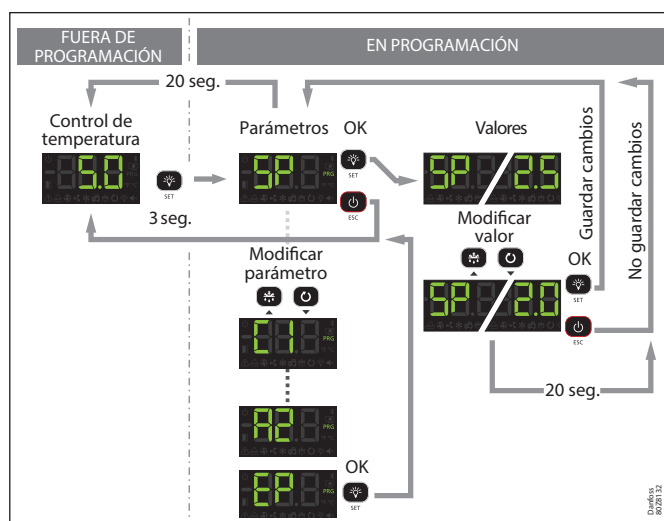 FUERA DE
PROGRAMACIÓN
EN PROGRAMACIÓN
20 seg.
Control de
temperatura
Parámetros
OK
Valores
5.0
SET
3 seg.
SP
PRG
SET
ESC
SP
2.5
Guardar cambios
No guardar cambios
Modificar
valor
OK
SP
2.0
SET
ESC
20 seg.
Modificar
parámetro
C1
PRG
A2
PRG
EP
PRG
OK
SET
Danfoss
80Z8132